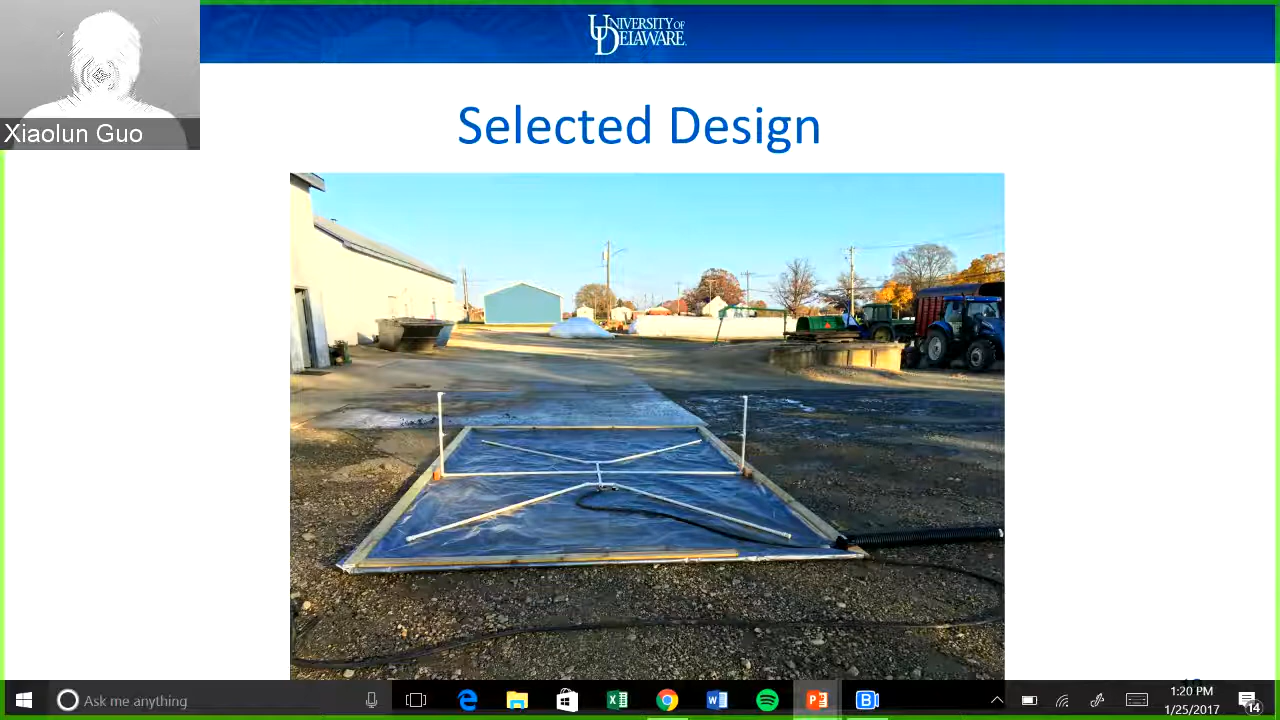 UNIVERSITY OF
DELAWARE
Xiaolun Guo
Selected Design
Ask me anything
1:20 PM
1/25/2017
14